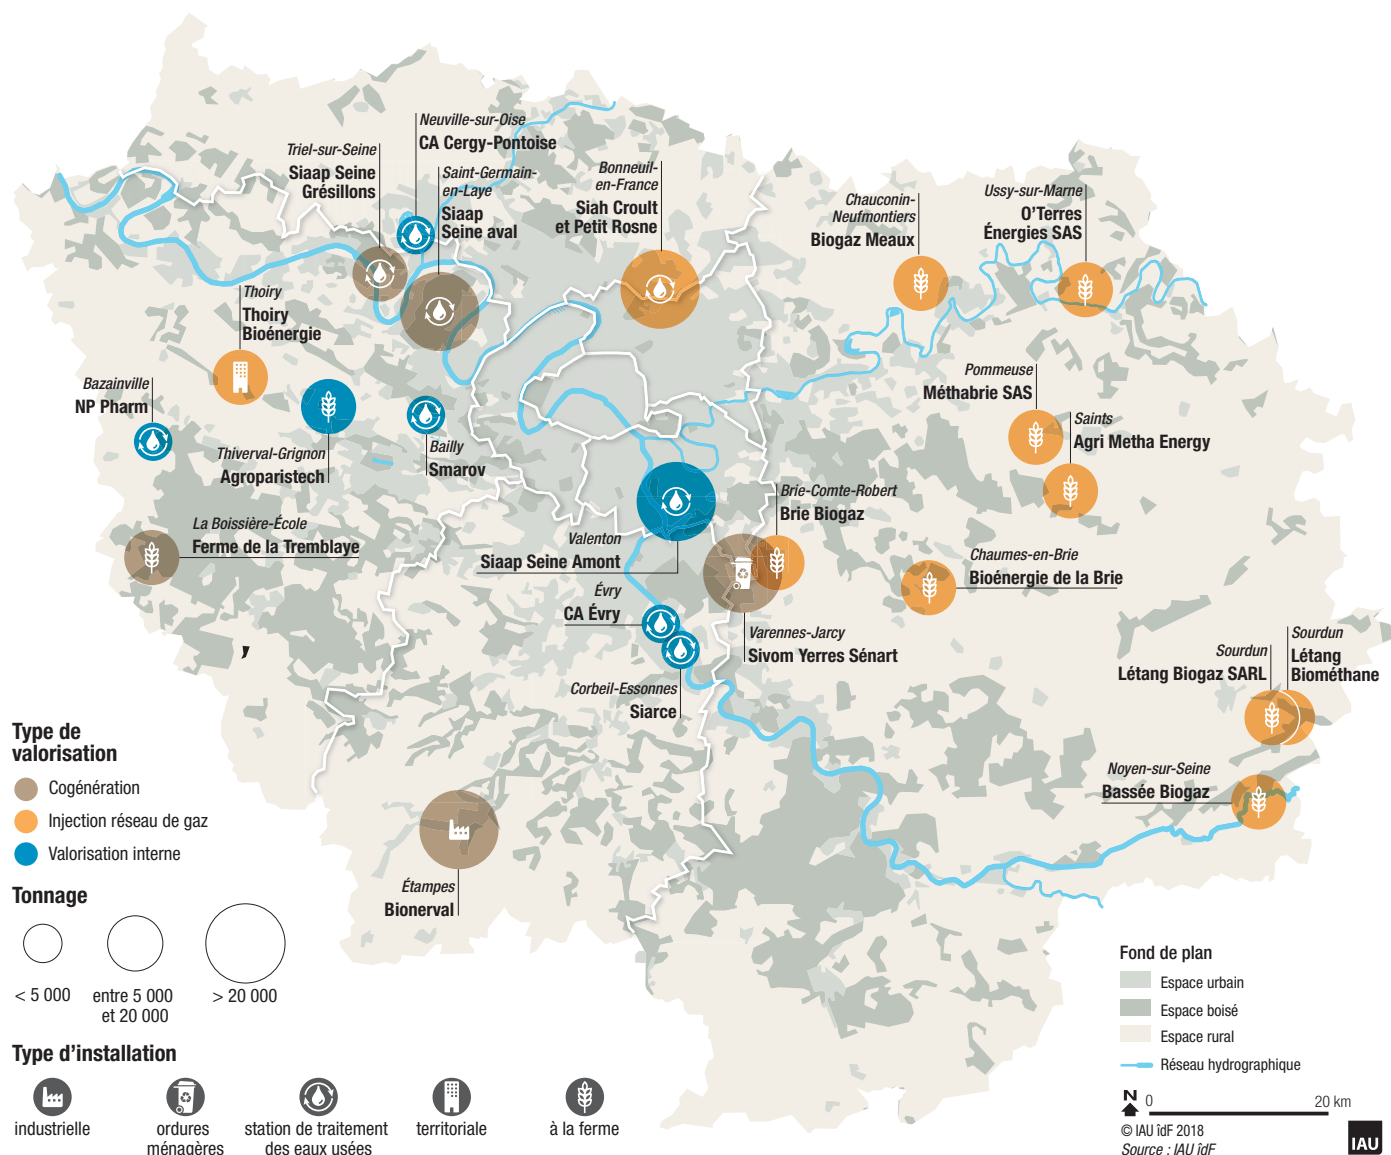 Neuville-sur-Oise
CA Cergy-Pontoise
Triel-sur-Seine
Siaap Seine
Grésillons
Saint-Germain-
en-Laye
Siaap
Seine aval
Bonneuil-
en-France
Siah Croult
et Petit Rosne
Chauconin-
Neufmontiers
Biogaz Meaux
Ussy-sur-Marne
O'Terres
Énergies SAS
Thoiry
Thoiry
Bioénergie
Bazainville
NP Pharm
Thiverval-Grignon
Agroparistech
Bailly
Smarov
Pommeuse
Méthabrie SAS
Saints
Agri Metha Energy
La Boissière-École
Ferme de la Tremblaye
Valenton
Siaap Seine Amont
Brie-Comte-Robert
Brie Biogaz
Chaumes-en-Brie
Bioénergie de la Brie
Évry
CA Évry
Varennes-Jarcy
Sivom Yerres Sénart
Corbeil-Essonnes
Siarce
Sourdun
Létang Biogaz SARL
Sourdun
Létang
Biométhane
Noyen-sur-Seine
Bassée Biogaz
Étampes
Bionerval
,
Type de
valorisation
Cogénération
Injection réseau de gaz
Valorisation interne
Tonnage
< 5 000
entre 5 000
et 20 000
> 20 000
Type d'installation
industrielle
ordures
ménagères
station de traitement
des eaux usées
territoriale
à la ferme
Fond de plan
Espace urbain
Espace boisé
Espace rural
Réseau hydrographique
N
0
20 km
© IAU îdF 2018
Source : IAU îdF
IAU